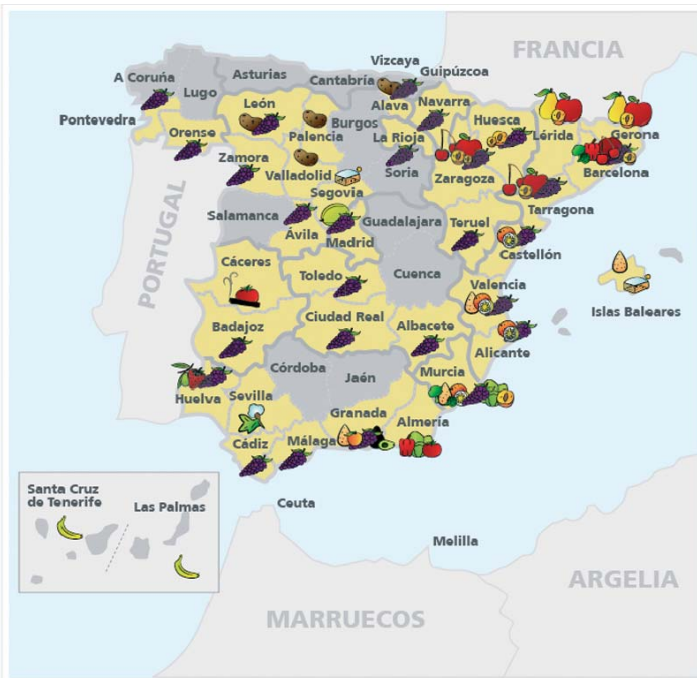 FRANCIA
Vizcaya
A Coruña
Asturias
Cantabría
Guipúzcoa
Lugo
León
Alava
Navarra
Pontevedra
Orense
Palencia
Burgos
Huesca
Lérida
Gerona
La Rioja
Zamora
Valladolid
Soria
Zaragoza
Barcelona
Segovia
Salamanca
Ávila
Madrid
Guadalajara
Teruel
Tarragona
Castellón
PORTUGAL
Cáceres
Toledo
Cuenca
Valencia
Islas Baleares
Badajoz
Ciudad Real
Albacete
Alicante
Córdoba
Jaén
Murcia
Huelva
Sevilla
Granada
Almería
Cádiz
Málaga
Santa Cruz
de Tenerife
Las Palmas
Ceuta
Melilla
ARGELIA
MARRUECOS